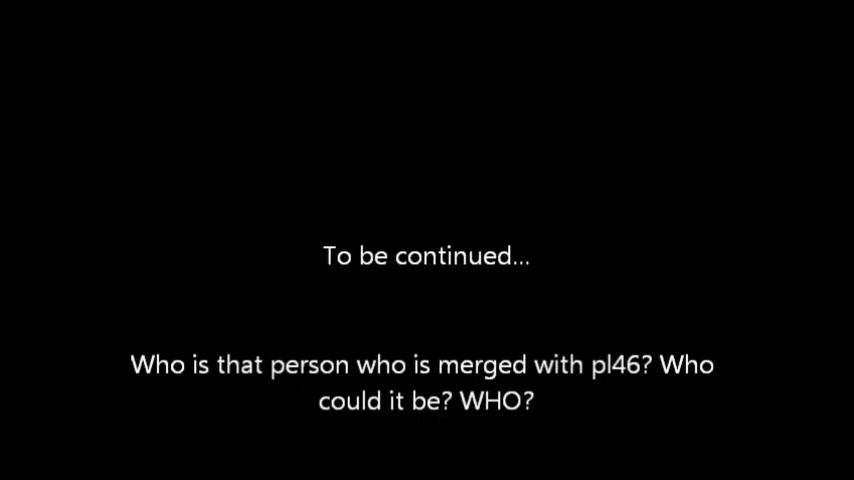 To be continued...
Who is that person who is merged with pl46? Who
could it be? WHO?